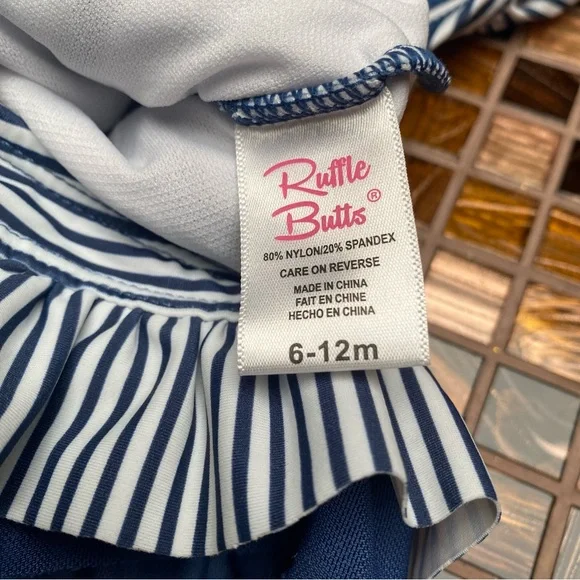 Ruffle
Butts®
80% NYLON/20% SPANDEX
CARE ON REVERSE
MADE IN CHINA
FAIT EN CHINE
HECHO EN CHINA
6-12m